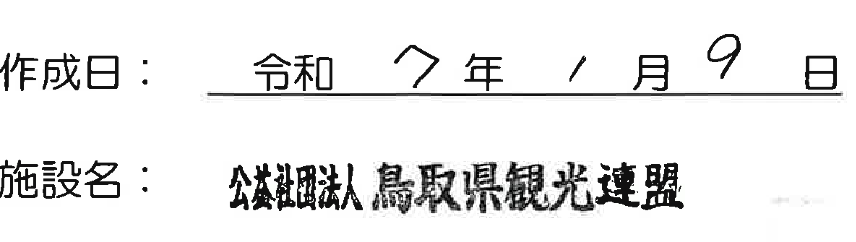 作成日： 令和 7 年 1 月 9 日
施設名： 公益社団法人 鳥取県観光連盟